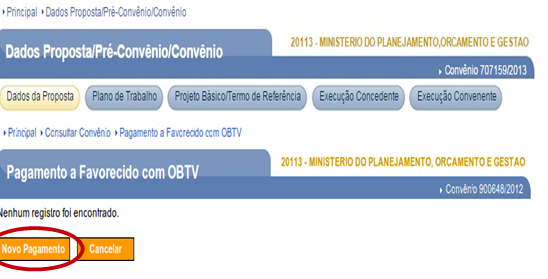 Principal Dados Proposta/Pré-Convênio/Convênio
Dados Proposta/Pré-Convênio/Convênio
20113 - MINISTERIO DO PLANEJAMENTO,ORCAMENTO E GESTAO
Convênio 707159/2013
Dados da Proposta Plano de Trabalho Projeto Básico/Termo de Referência Execução Concedente Execução Convenente
Principal Consultar Convênio Pagamento a Favorecido com OBTV
Pagamento a Favorecido com OBTV
20113 - MINISTERIO DO PLANEJAMENTO, ORCAMENTO E GESTAO
Convênio 900648/2012
Nenhum registro foi encontrado.
Novo Pagamento Cancelar